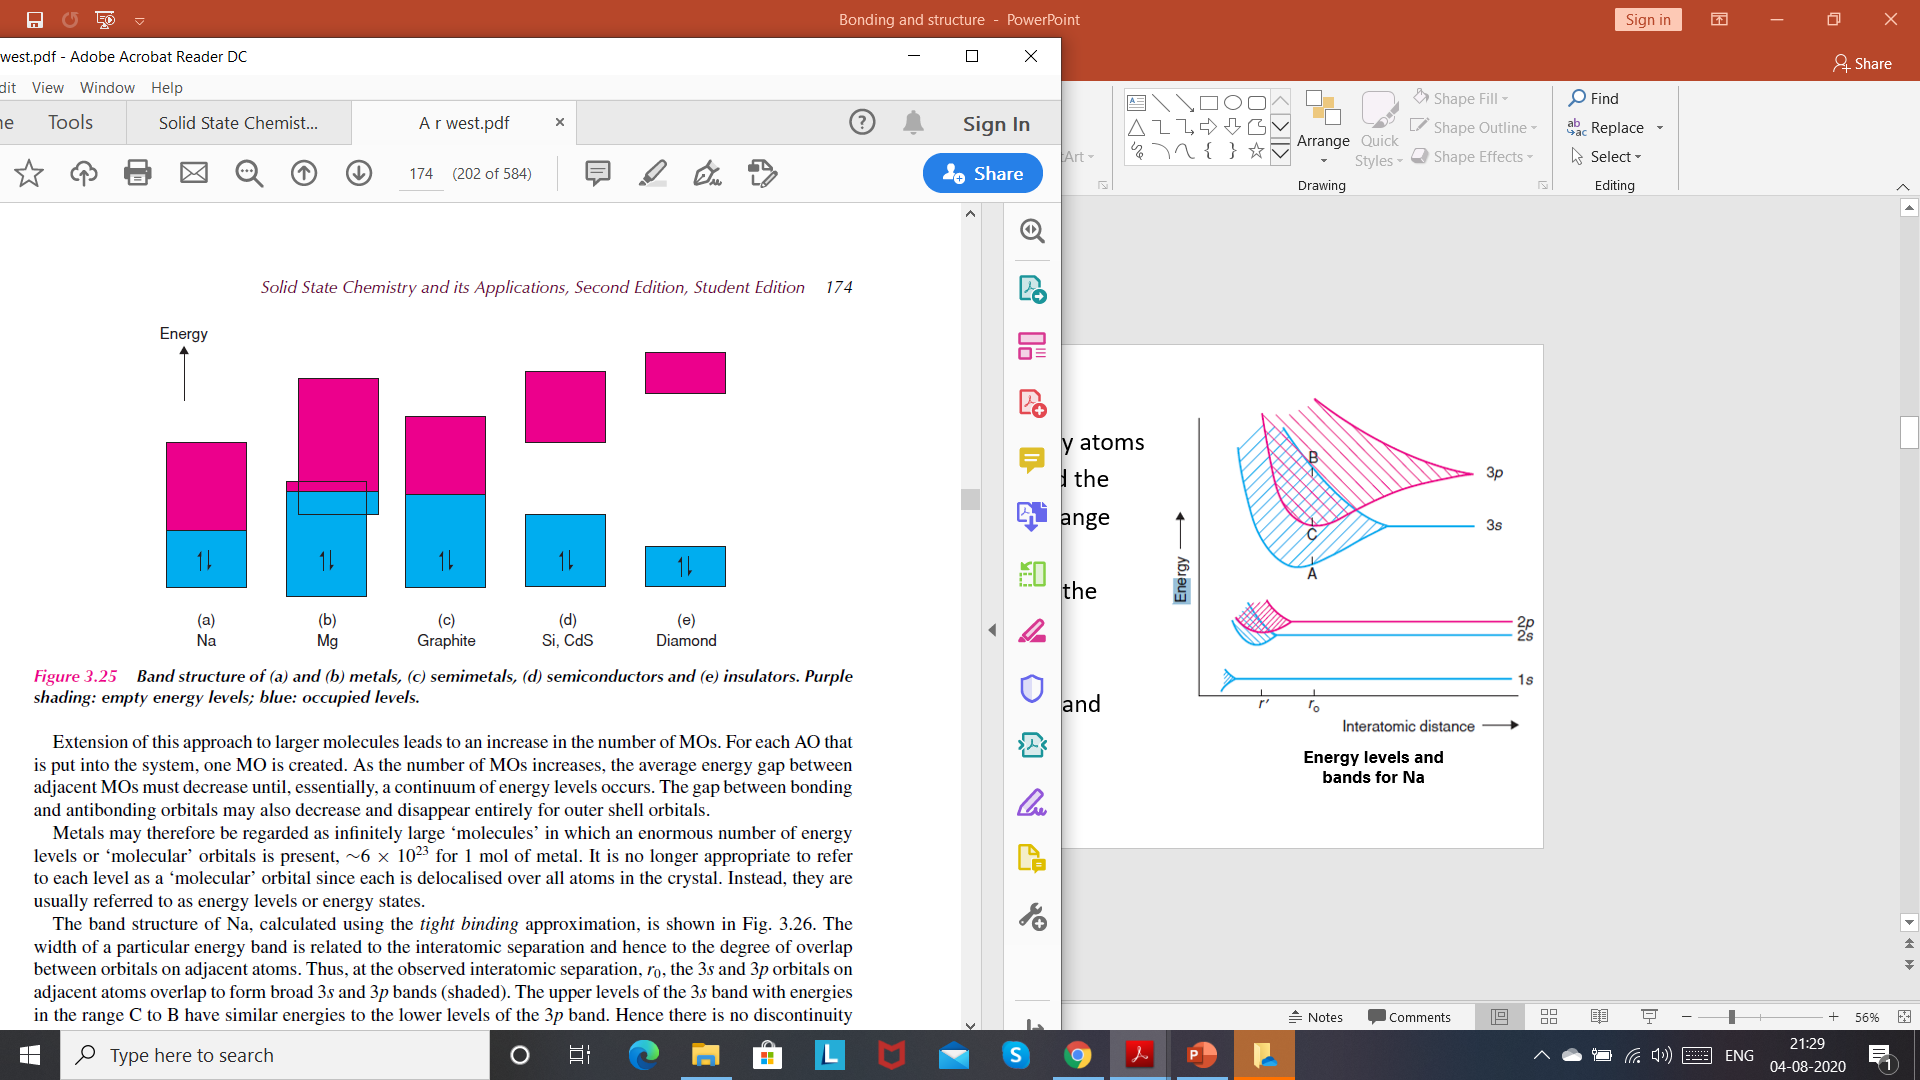 Bonding and structure - PowerPoint
Sign in
Share
west.pdf - Adobe Acrobat Reader DC
dit View Window Help
ne Tools Solid State Chemist... A r west.pdf × Sign In
174 (202 of 584) Share
Art
Arrange
Quick
Styles
Shape Fill
Shape Outline
Shape Effects
Drawing
Find
Replace
Select
Editing
Solid State Chemistry and its Applications, Second Edition, Student Edition 174
Energy
(a) (b) (c) (d) (e)
Na Mg Graphite Si, CdS Diamond
Figure 3.25 Band structure of (a) and (b) metals, (c) semimetals, (d) semiconductors and (e) insulators. Purple
shading: empty energy levels; blue: occupied levels.
Extension of this approach to larger molecules leads to an increase in the number of MOs. For each AO that
is put into the system, one MO is created. As the number of MOs increases, the average energy gap between
adjacent MOs must decrease until, essentially, a continuum of energy levels occurs. The gap between bonding
and antibonding orbitals may also decrease and disappear entirely for outer shell orbitals.
Metals may therefore be regarded as infinitely large ‘molecules’ in which an enormous number of energy
levels or ‘molecular’ orbitals is present, ~6 × 10²³ for 1 mol of metal. It is no longer appropriate to refer
to each level as a ‘molecular’ orbital since each is delocalised over all atoms in the crystal. Instead, they are
usually referred to as energy levels or energy states.
The band structure of Na, calculated using the tight binding approximation, is shown in Fig. 3.26. The
width of a particular energy band is related to the interatomic separation and hence to the degree of overlap
between orbitals on adjacent atoms. Thus, at the observed interatomic separation, r₀, the 3s and 3p orbitals on
adjacent atoms overlap to form broad 3s and 3p bands (shaded). The upper levels of the 3s band with energies
in the range C to B have similar energies to the lower levels of the 3p band. Hence there is no discontinuity
y atoms
d the
ange
the
and
Energy
B
C
A
3p
3s
2p
2s
1s
r′ r₀
Interatomic distance
Energy levels and
bands for Na
Notes Comments 56%
Type here to search
ENG
21:29
04-08-2020
1